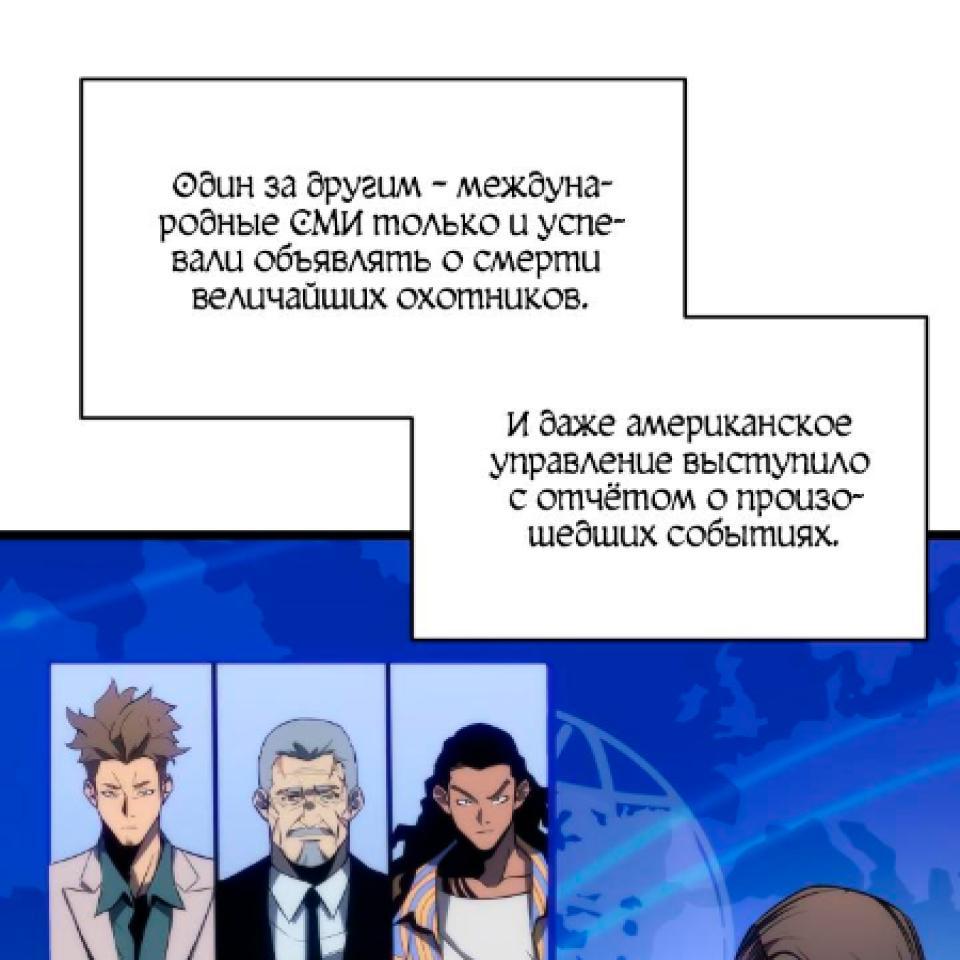 Один за другим - междуна-
родные СМИ только и успе-
вали объявлять о смерти
величайших охотников.
И даже американское
управление выступило
с отчётом о произо-
шедших событиях.